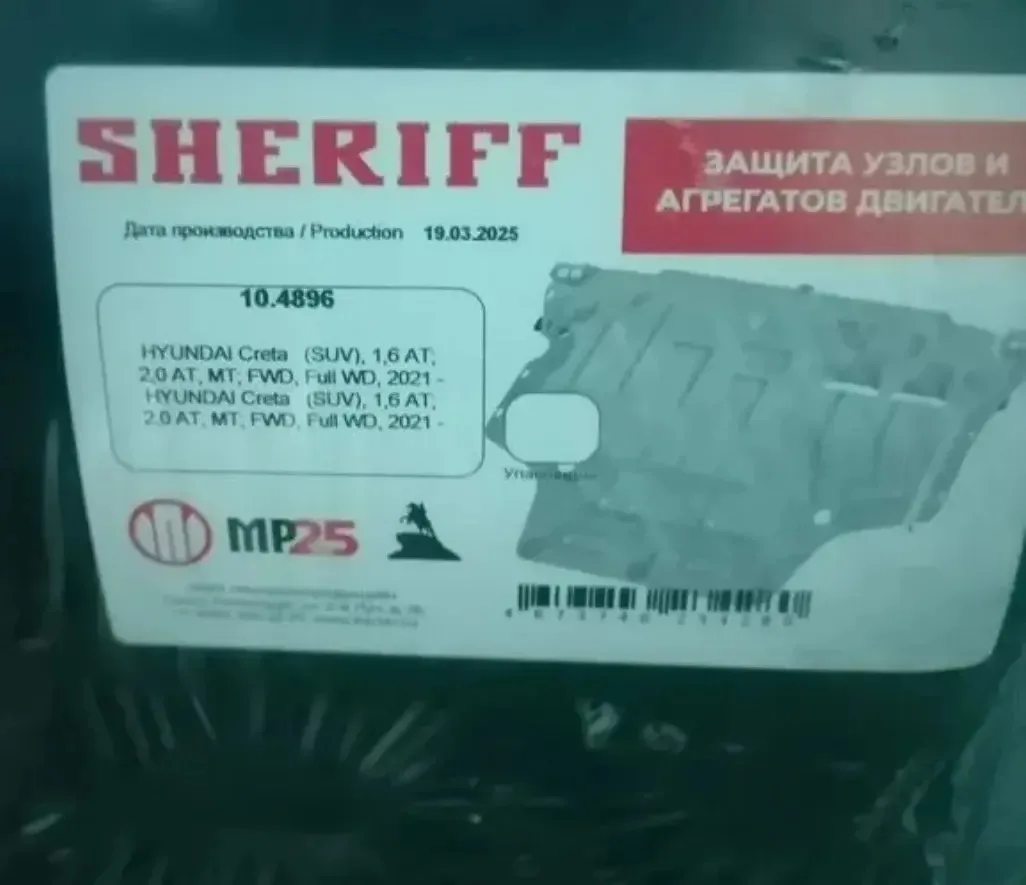 SHERIFF
ЗАЩИТА УЗЛОВ И
АГРЕГАТОВ ДВИГАТЕЛ
Дата производства / Production 19.03.2025
10.4896
HYUNDAI Creta (SUV), 1,6 AT;
2,0 AT, MT; FWD, Full WD, 2021 -
HYUNDAI Creta (SUV), 1,6 AT;
2,0 AT, MT; FWD, Full WD, 2021 -
MP25